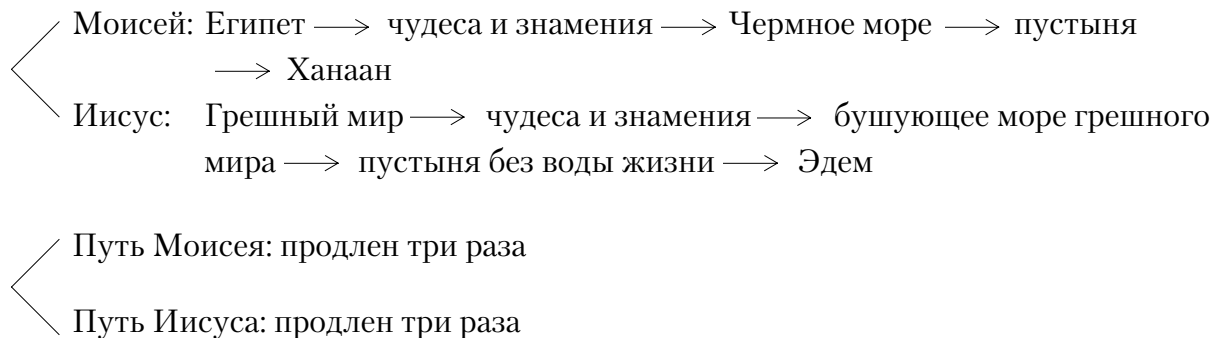 Моисей: Египет → чудеса и знамения → Чермное море → пустыня
→ Ханаан
Иисус: Грешный мир → чудеса и знамения → бушующее море грешного
мира → пустыня без воды жизни → Эдем
Путь Моисея: продлен три раза
Путь Иисуса: продлен три раза